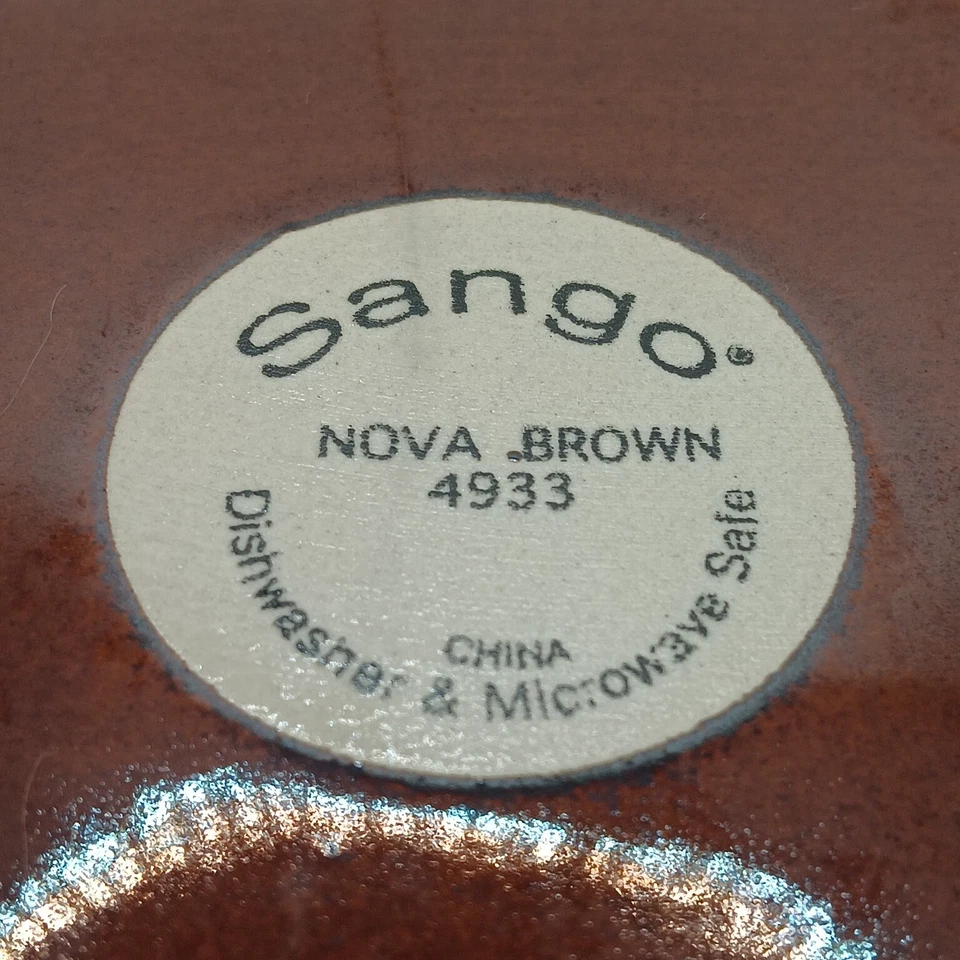 Sango®
NOVA BROWN
4933
CHINA
Dishwasher & Microwave Safe